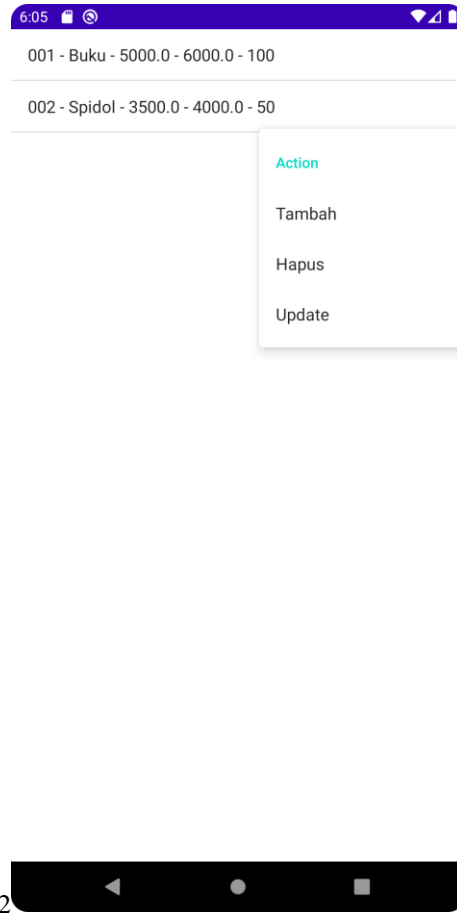 6:05
001 - Buku - 5000.0 - 6000.0 - 100
002 - Spidol - 3500.0 - 4000.0 - 50
Action
Tambah
Hapus
Update
2